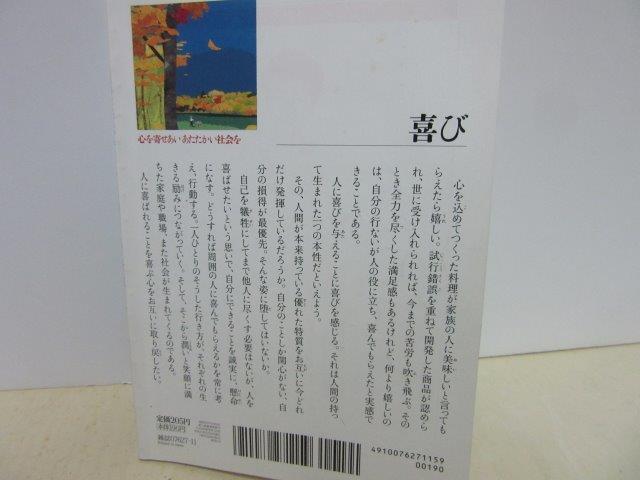 心を寄せあい あたたかい社会を
喜び
心を込めてつくった料理が家族の人に美味しいと言っても
らえたら嬉しい。試行錯誤を重ねて開発した商品が認めら
れ、世に受け入れられれば、今までの苦労も吹き飛ぶ。その
とき全力を尽くした満足感もあるけれど、何より嬉しいの
は、自分の行ないが人の役に立ち、喜んでもらえたと実感で
きることである。
人に喜びを与えることに喜びを感じる。それは人間の持っ
て生まれた一つの本性だといえよう。
その、人間が本来持っている優れた特質をお互いに今どれ
だけ発揮しているだろうか。自分のことしか関心がない、自
分の損得が最優先。そんな姿に堕してはいないか。
自己を犠牲にしてまで他人に尽くす必要はないが、人を
喜ばせたいという思いで、自分にできることを誠実に、懸命
になす。どうすれば周囲の人に喜んでもらえるかを常に考
え、行動する。一人ひとりのそうした行き方が、それぞれの生
きる励みにつながっていく。そして、そこから潤いと笑顔に満
ちた家庭や職場、また社会が生まれてくるのである。
人に喜ばれることを喜ぶ心をお互いに取り戻したい。
定価205円
本体190円
雑誌07627-11
4910076271159
00190